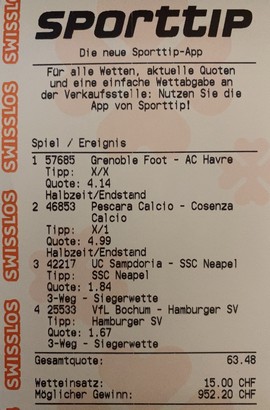 sporttip
Die neue Sporttip-App
Für alle Wetten, aktuelle Quoten
und eine einfache Wettabgabe an
der Verkaufsstelle: Nutzen Sie die
App von Sporttip!
Spiel / Ereignis
1 57685 Grenoble Foot - AC Havre
Tipp: X/X
Quote: 4.14
Halbzeit/Endstand
2 46853 Pescara Calcio - Cosenza
Calcio
Tipp: X/1
Quote: 4.99
Halbzeit/Endstand
3 42217 UC Sampdoria - SSC Neapel
Tipp: SSC Neapel
Quote: 1.84
3-Weg - Siegerwette
4 25533 VfL Bochum - Hamburger SV
Tipp: Hamburger SV
Quote: 1.67
3-Weg - Siegerwette
Gesamtquote: 63.48
Wetteinsatz: 15.00 CHF
Möglicher Gewinn: 952.20 CHF
SWISSLOS
SWISSLOS
SWISSLOS
SWISSLOS